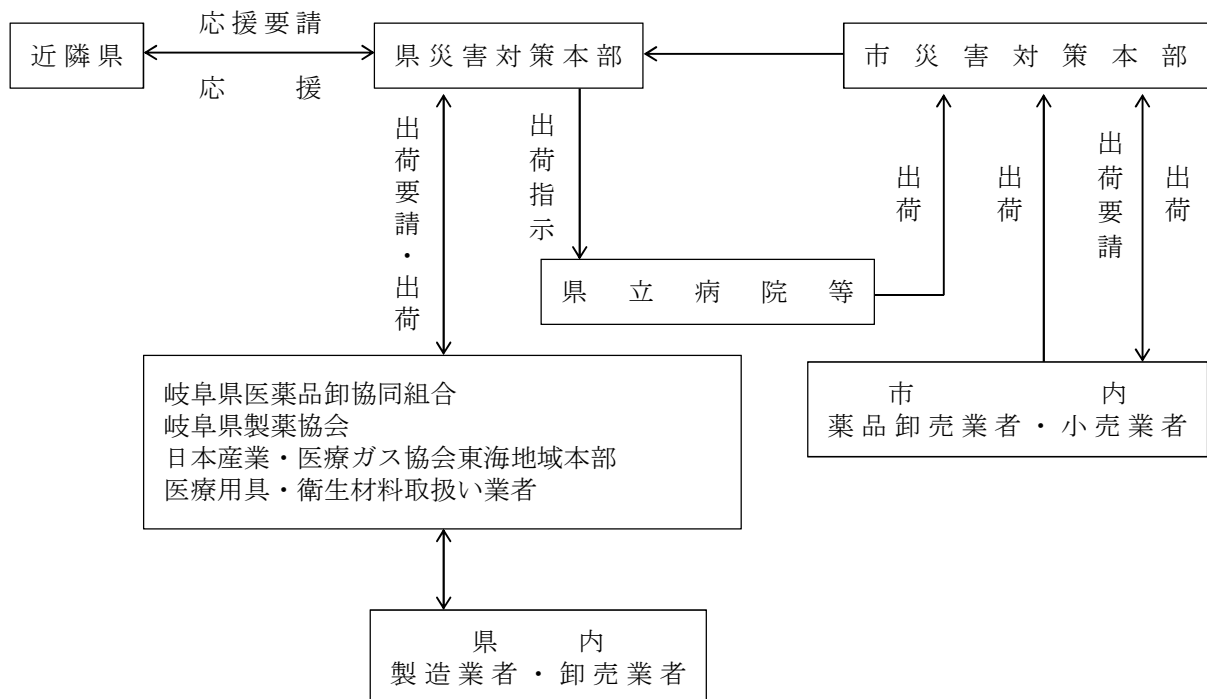 応援要請
近隣県
県災害対策本部
市災害対策本部
応援
出荷要請・出荷
出荷指示
出荷
出荷
出荷要請
出荷
県立病院等
岐阜県医薬品卸協同組合
岐阜県製薬協会
日本産業・医療ガス協会東海地域本部
医療用具・衛生材料取扱い業者
市内
薬品卸売業者・小売業者
県内
製造業者・卸売業者